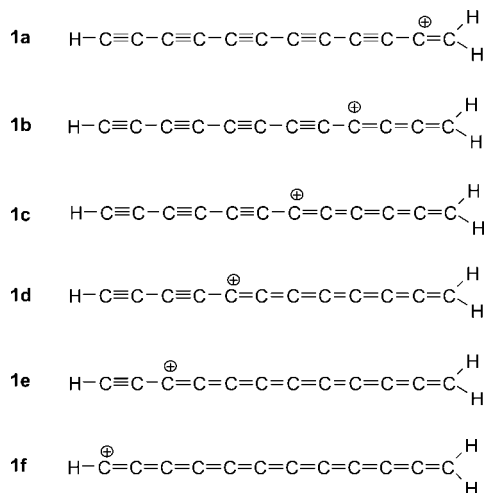 ⊕ H
1a H−C≡C−C≡C−C≡C−C≡C−C≡C−C=C
H
⊕ H
1b H−C≡C−C≡C−C≡C−C≡C−C=C=C=C
H
⊕ H
1c H−C≡C−C≡C−C≡C−C=C=C=C=C=C
H
⊕ H
1d H−C≡C−C≡C−C=C=C=C=C=C=C=C
H
⊕ H
1e H−C≡C−C=C=C=C=C=C=C=C=C=C
H
⊕ H
1f H−C=C=C=C=C=C=C=C=C=C=C=C
H